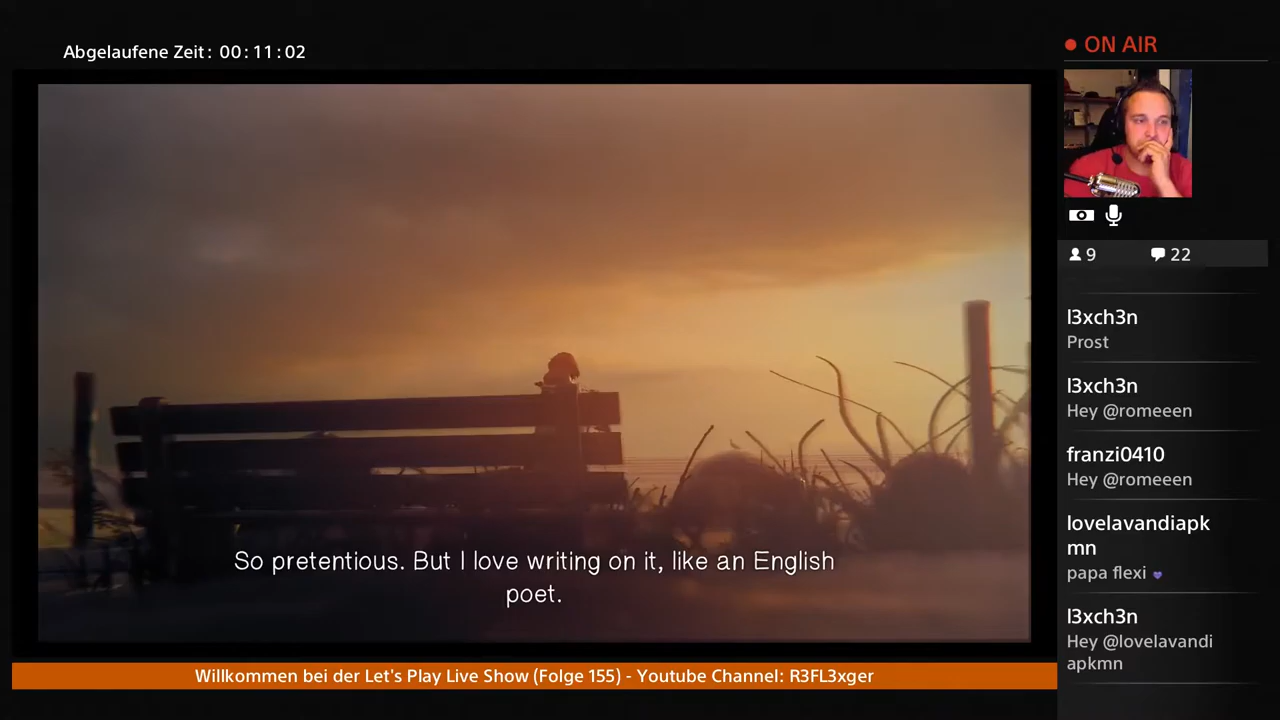 Abgelaufene Zeit: 00:11:02
ON AIR
9 22
l3xch3n
Prost
l3xch3n
Hey @romeeen
franzi0410
Hey @romeeen
lovelavandiapk
mn
papa flexi
l3xch3n
Hey @lovelavandi
apkmn
So pretentious. But I love writing on it, like an English
poet.
Willkommen bei der Let's Play Live Show (Folge 155) - Youtube Channel: R3FL3xger